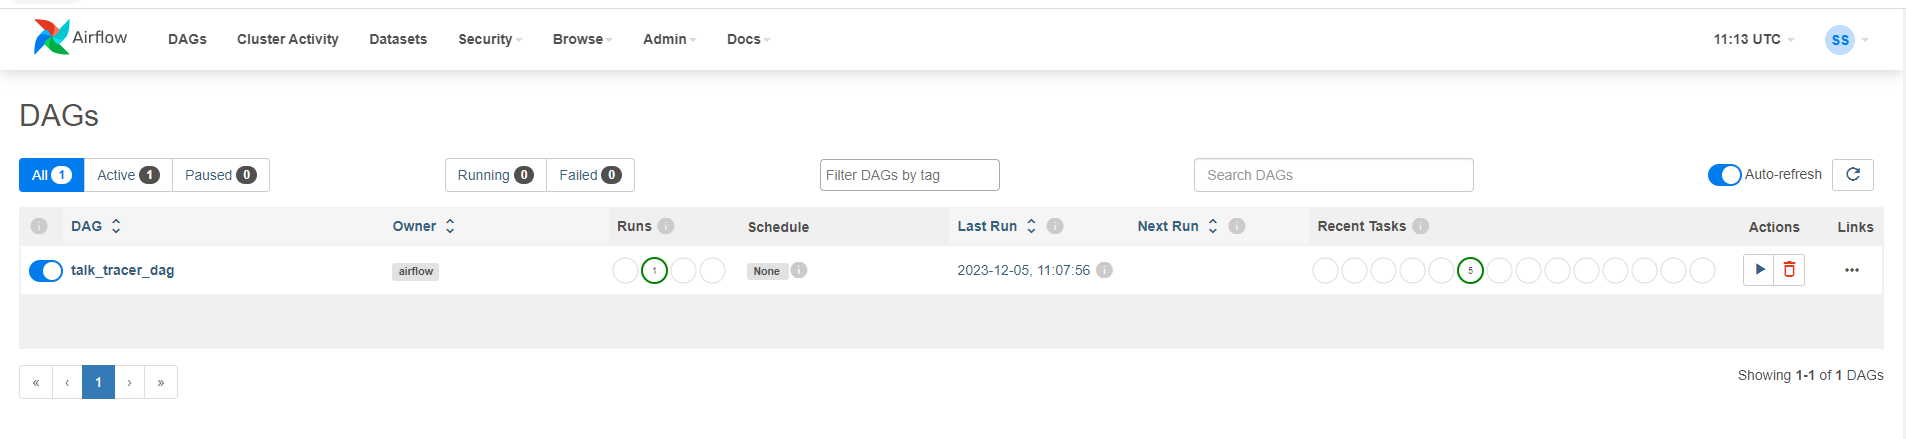 Airflow DAGs Cluster Activity Datasets Security Browse Admin Docs 11:13 UTC SS
DAGs
All 1 Active 1 Paused 0 Running 0 Failed 0 Filter DAGs by tag Search DAGs Auto-refresh
i DAG Owner Runs i Schedule Last Run i Next Run i Recent Tasks i Actions Links
talk_tracer_dag airflow 1 None i 2023-12-05, 11:07:56 i 5 ...
« ‹ 1 › » Showing 1-1 of 1 DAGs